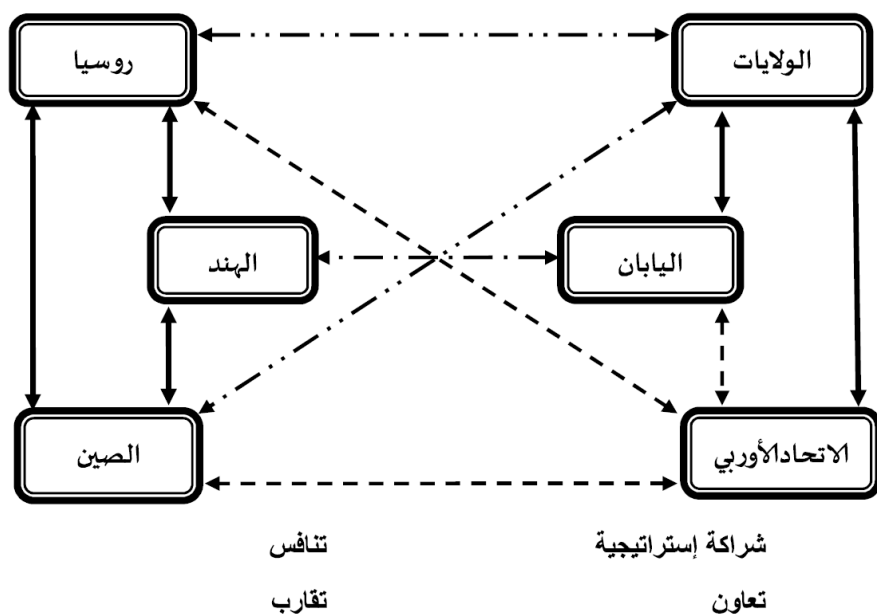 الولايات
روسيا
اليابان
الهند
الاتحادالأوربي
الصين
شراكة إستراتيجية
تنافس
تعاون
تقارب